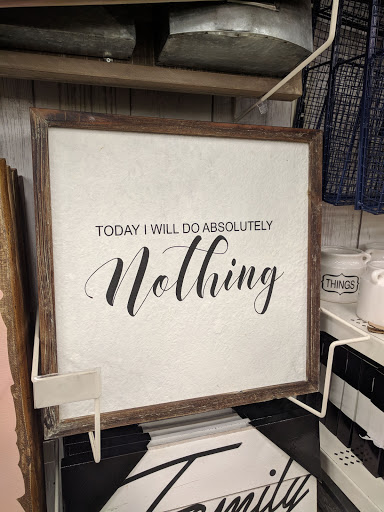 TODAY I WILL DO ABSOLUTELY
Nothing
THINGS
Family